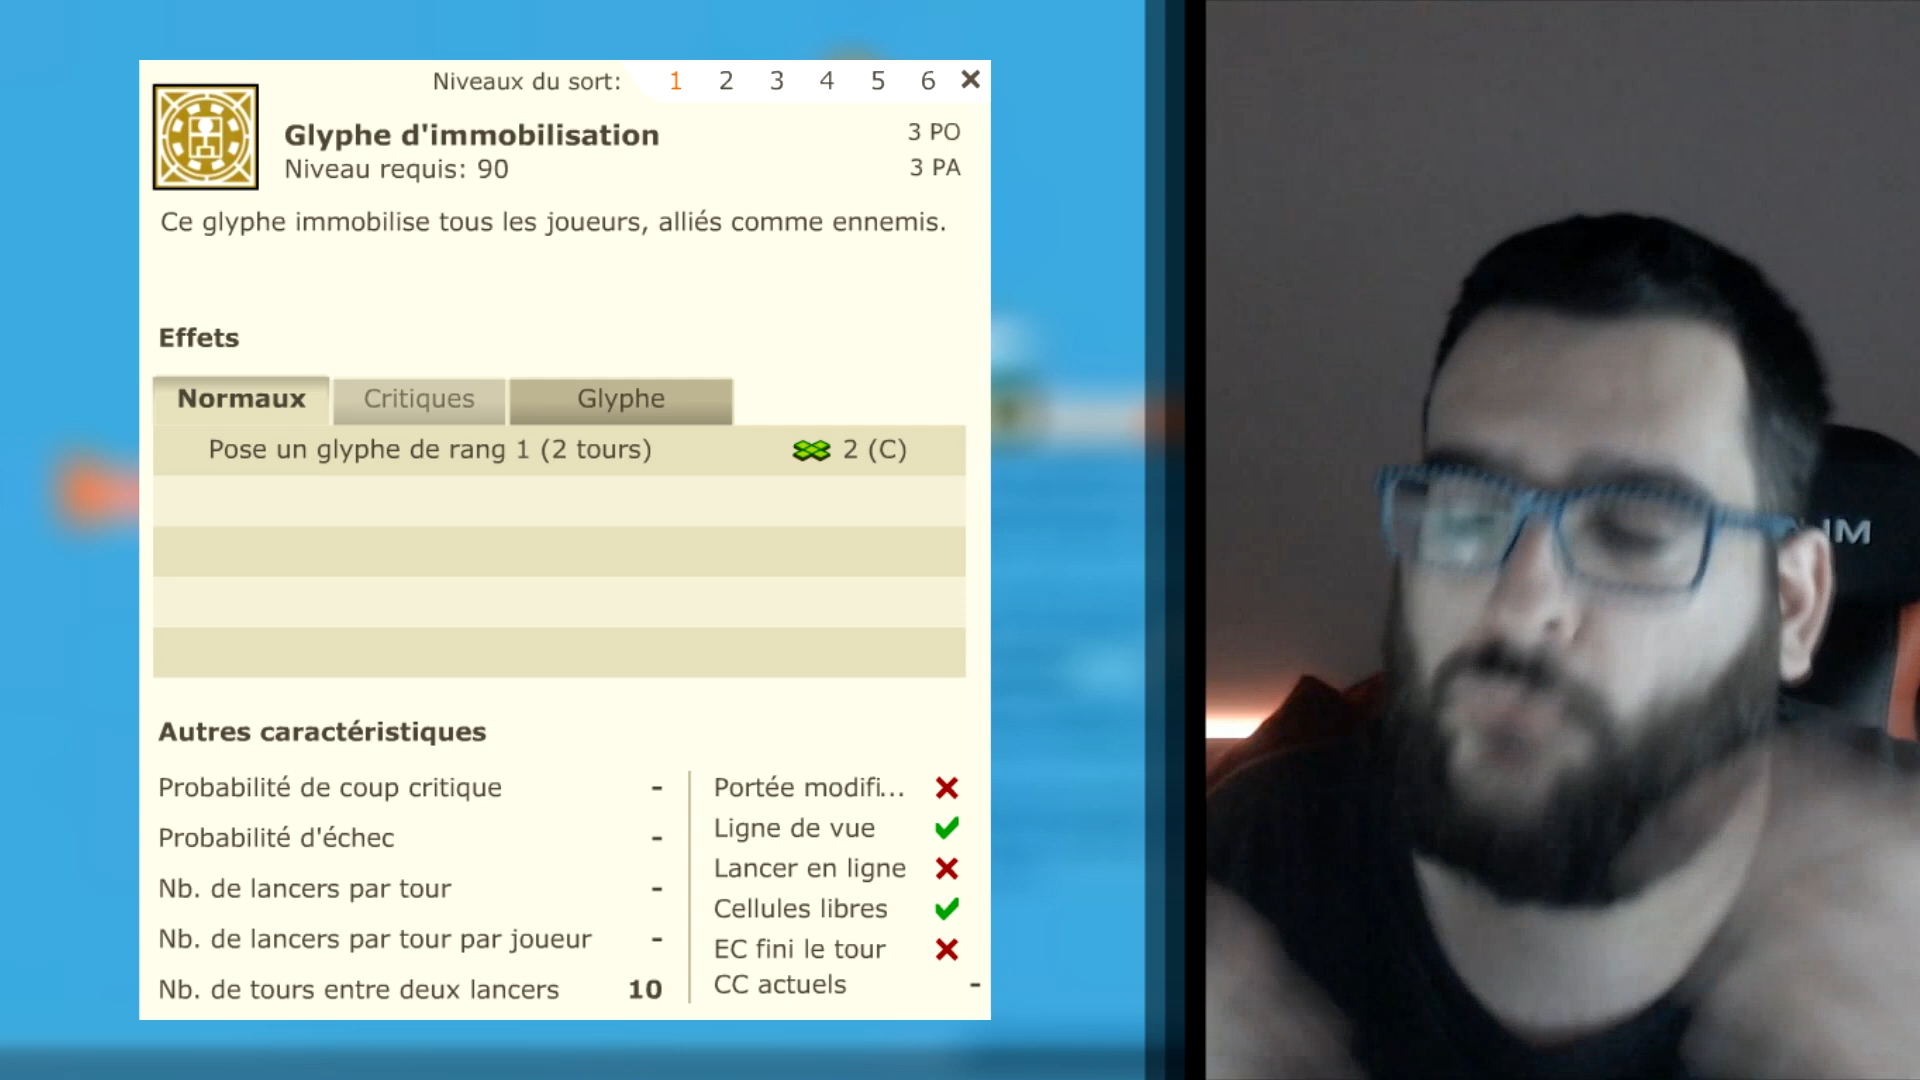 Niveaux du sort: 1 2 3 4 5 6
Glyphe d'immobilisation
3 PO
Niveau requis: 90
3 PA
Ce glyphe immobilise tous les joueurs, alliés comme ennemis.
Effets
Normaux Critiques Glyphe
Pose un glyphe de rang 1 (2 tours) 2 (C)
Autres caractéristiques
Probabilité de coup critique -
Probabilité d'échec -
Nb. de lancers par tour -
Nb. de lancers par tour par joueur -
Nb. de tours entre deux lancers 10
Portée modifi...
Ligne de vue
Lancer en ligne
Cellules libres
EC fini le tour
CC actuels -